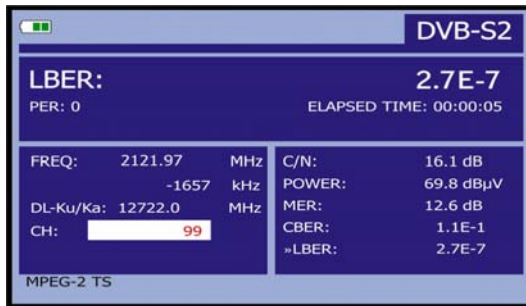 DVB-S2
LBER: 2.7E-7
PER: 0 ELAPSED TIME: 00:00:05
FREQ: 2121.97 MHz
-1657 kHz
DL-Ku/Ka: 12722.0 MHz
CH: 99
C/N: 16.1 dB
POWER: 69.8 dBµV
MER: 12.6 dB
CBER: 1.1E-1
»LBER: 2.7E-7
MPEG-2 TS